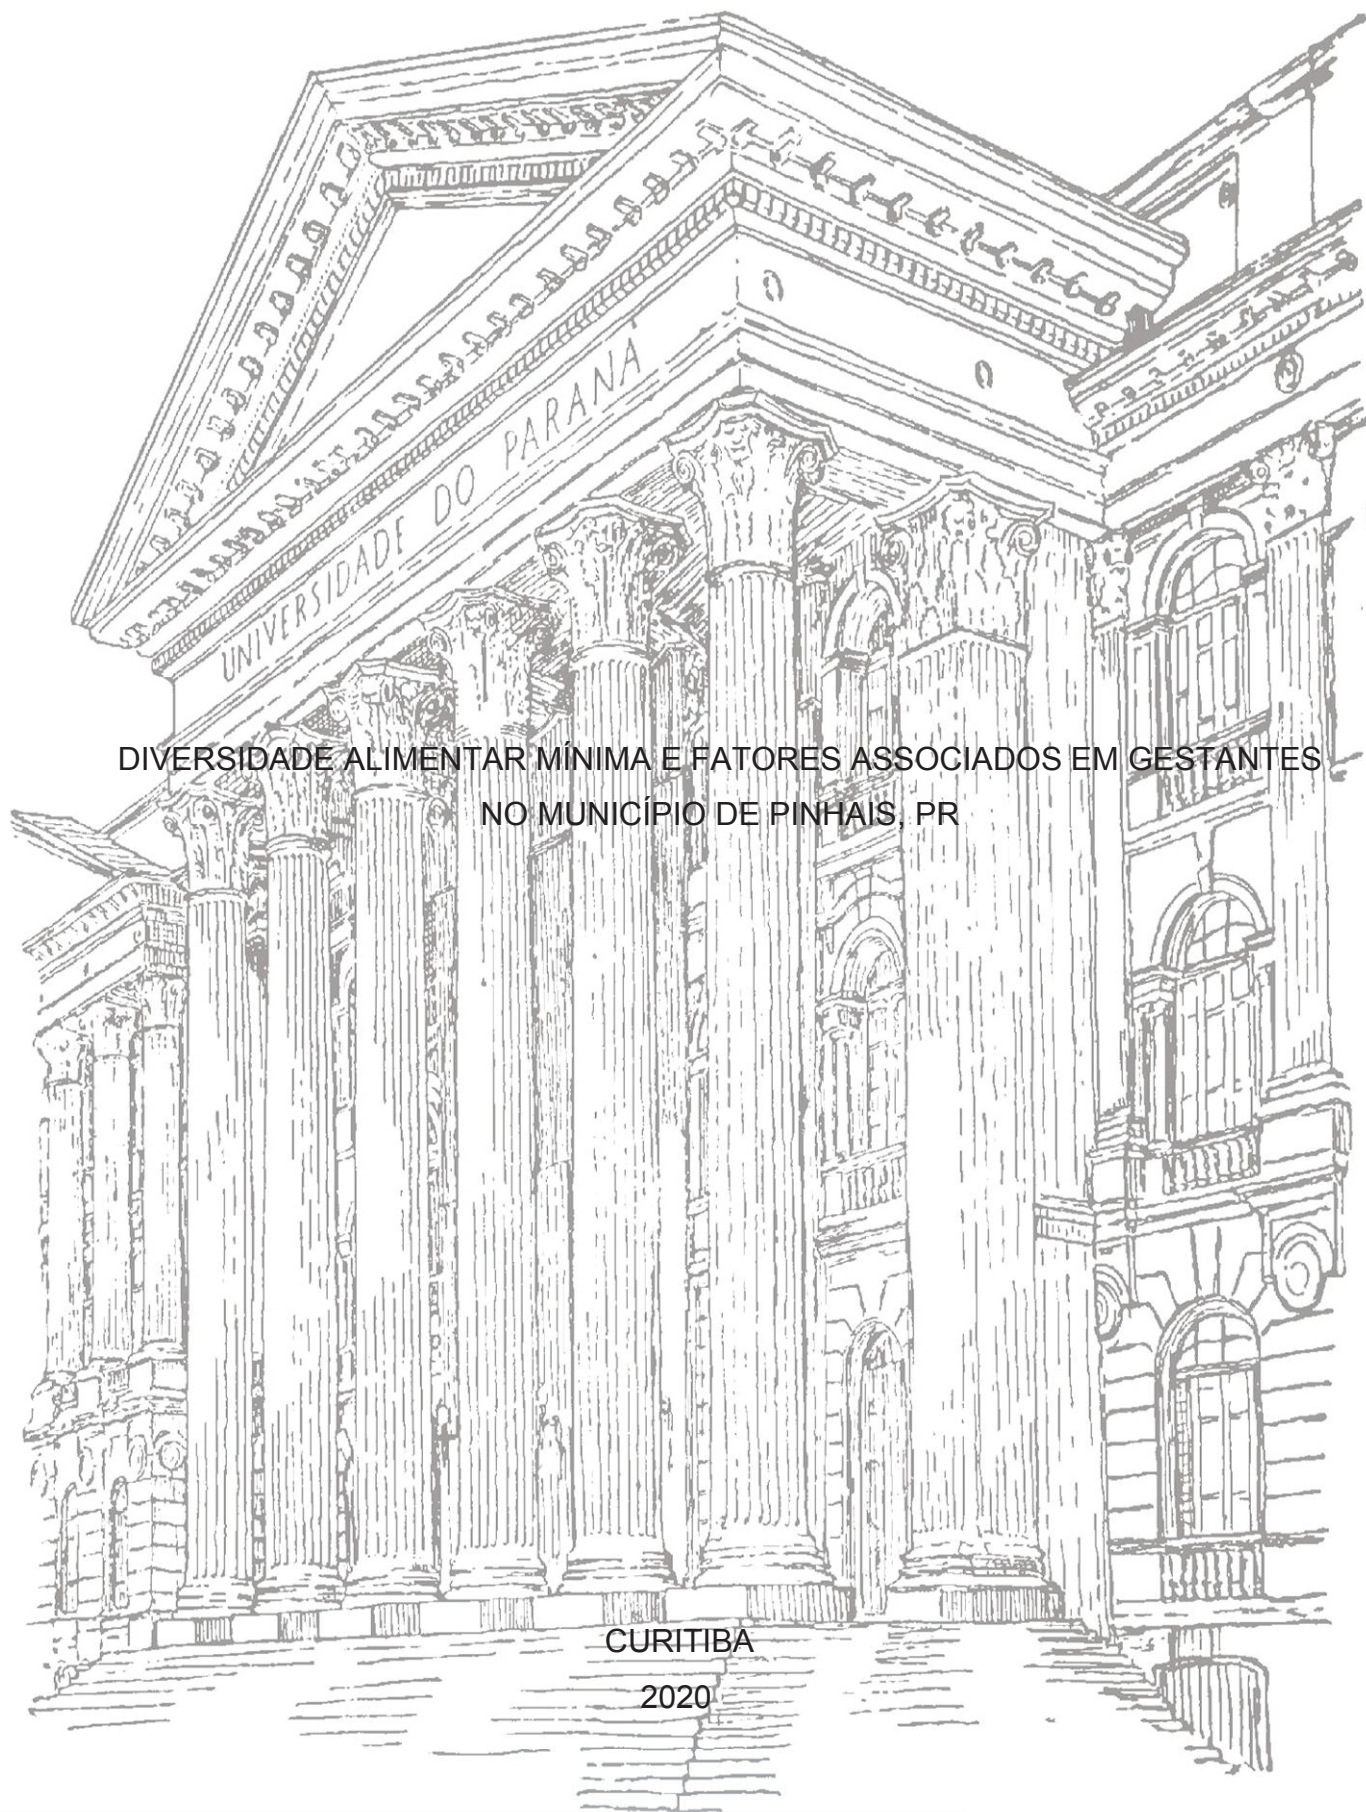 UNIVERSIDADE DO PARANÁ
DIVERSIDADE ALIMENTAR MÍNIMA E FATORES ASSOCIADOS EM GESTANTES
NO MUNICÍPIO DE PINHAIS, PR
CURITIBA
2020